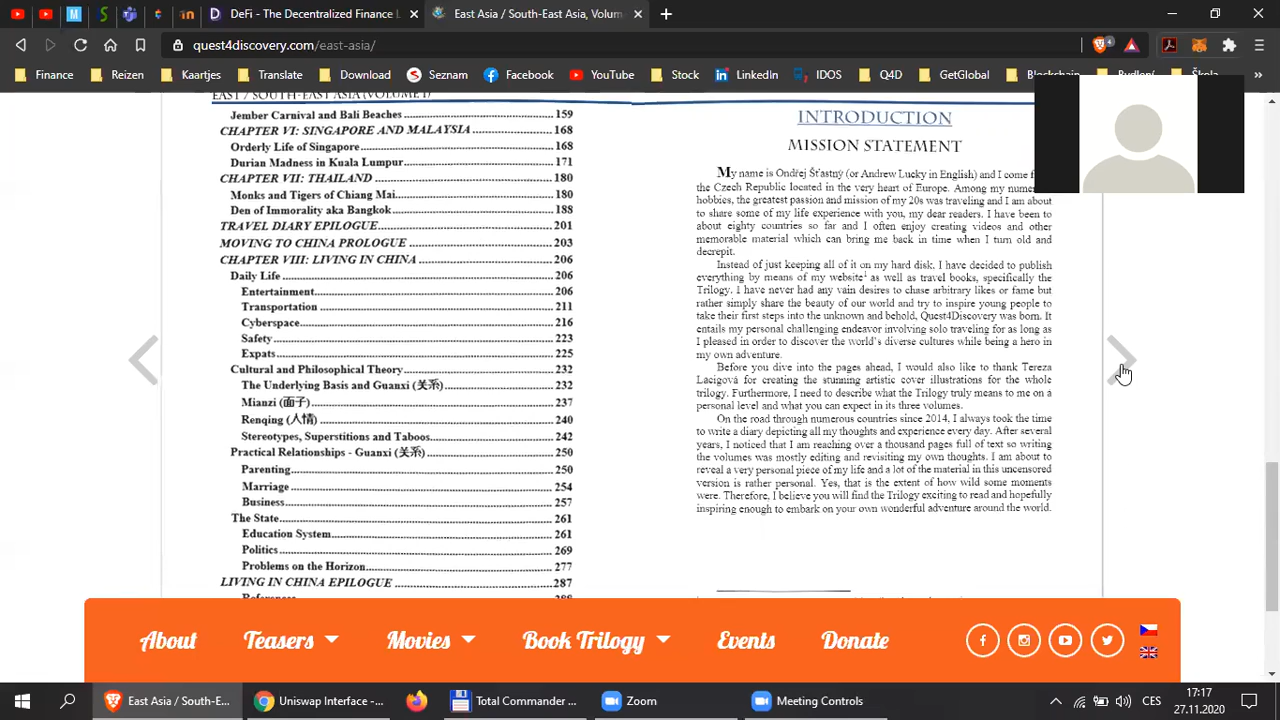 DeFi - The Decentralized Finance L
East Asia / South-East Asia, Volum
quest4discovery.com/east-asia/
4
Finance
Reizen
Kaartjes
Translate
Download
Seznam
Facebook
YouTube
Stock
LinkedIn
IDOS
Q4D
GetGlobal
Blockchain
Bydlení
Škola
EAST / SOUTH-EAST ASIA (VOLUME I)
Jember Carnival and Bali Beaches 159
CHAPTER VI: SINGAPORE AND MALAYSIA 168
Orderly Life of Singapore 168
Durian Madness in Kuala Lumpur 171
CHAPTER VII: THAILAND 180
Monks and Tigers of Chiang Mai 180
Den of Immorality aka Bangkok 188
TRAVEL DIARY EPILOGUE 201
MOVING TO CHINA PROLOGUE 203
CHAPTER VIII: LIVING IN CHINA 206
Daily Life 206
Entertainment 206
Transportation 211
Cyberspace 216
Safety 223
Expats 225
Cultural and Philosophical Theory 232
The Underlying Basis and Guanxi (关系) 232
Mianzi (面子) 237
Renqing (人情) 240
Stereotypes, Superstitions and Taboos 242
Practical Relationships - Guanxi (关系) 250
Parenting 250
Marriage 254
Business 257
The State 261
Education System 261
Politics 269
Problems on the Horizon 277
LIVING IN CHINA EPILOGUE 287
References 288
INTRODUCTION
MISSION STATEMENT
My name is Ondřej Šťastný (or Andrew Lucky in English) and I come
the Czech Republic located in the very heart of Europe. Among my
hobbies, the greatest passion and mission of my 20s was traveling and I am about
to share some of my life experience with you, my dear readers. I have been to
about eighty countries so far and I often enjoy creating videos and other
memorable material which can bring me back in time when I turn old and
decrepit.
Instead of just keeping all of it on my hard disk, I have decided to publish
everything by means of my website¹ as well as travel books, specifically the
Trilogy. I have never had any vain desires to chase arbitrary likes or fame but
rather simply share the beauty of our world and try to inspire young people to
take their first steps into the unknown and behold, Quest4Discovery was born. It
entails my personal challenging endeavor involving solo traveling for as long as
I pleased in order to discover the world's diverse cultures while being a hero in
my own adventure.
Before you dive into the pages ahead, I would also like to thank Tereza
Lacigová for creating the stunning artistic cover illustrations for the whole
trilogy. Furthermore, I need to describe what the Trilogy truly means to me on a
personal level and what you can expect in its three volumes.
On the road through numerous countries since 2014, I always took the time
to write a diary depicting all my thoughts and experience every day. After several
years, I noticed that I am reaching over a thousand pages full of text so writing
the volumes was mostly editing and revisiting my own thoughts. I am about to
reveal a very personal piece of my life and a lot of the material in this uncensored
version is rather personal. Yes, that is the extent of how wild some moments
were. Therefore, I believe you will find the Trilogy exciting to read and hopefully
inspiring enough to embark on your own wonderful adventure around the world.
About
Teasers
Movies
Book Trilogy
Events
Donate
East Asia / South-E...
Uniswap Interface -...
Total Commander ...
Zoom
Meeting Controls
CES
17:17
27.11.2020